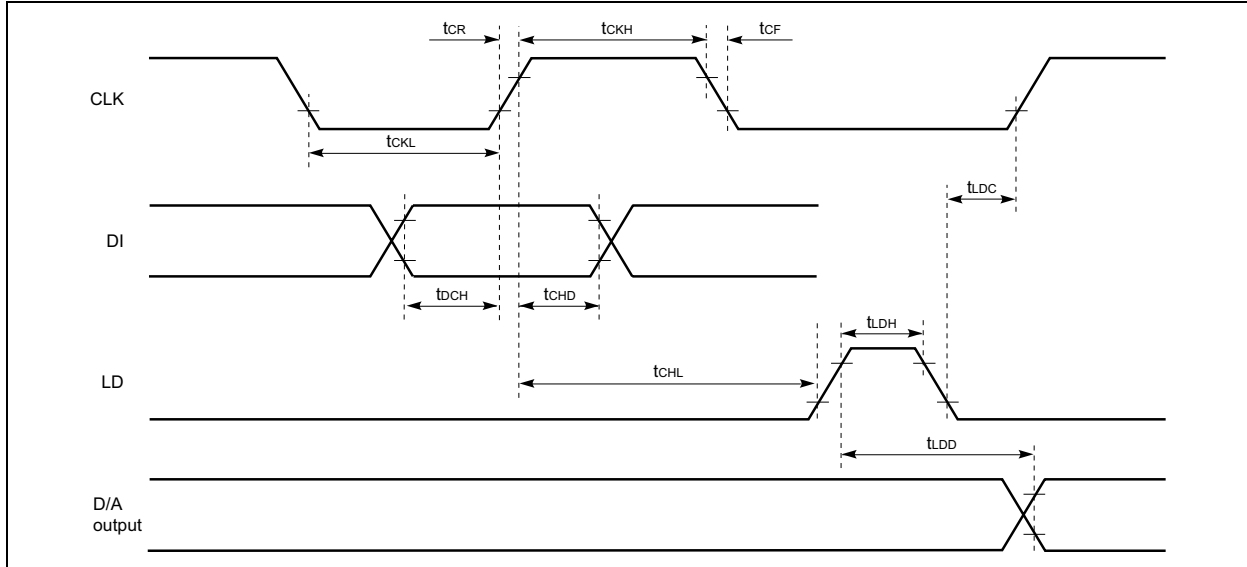 tCR
tCKH
tCF
CLK
tCKL
tLDC
DI
tDCH
tCHD
tLDH
tCHL
LD
tLDD
D/A
output